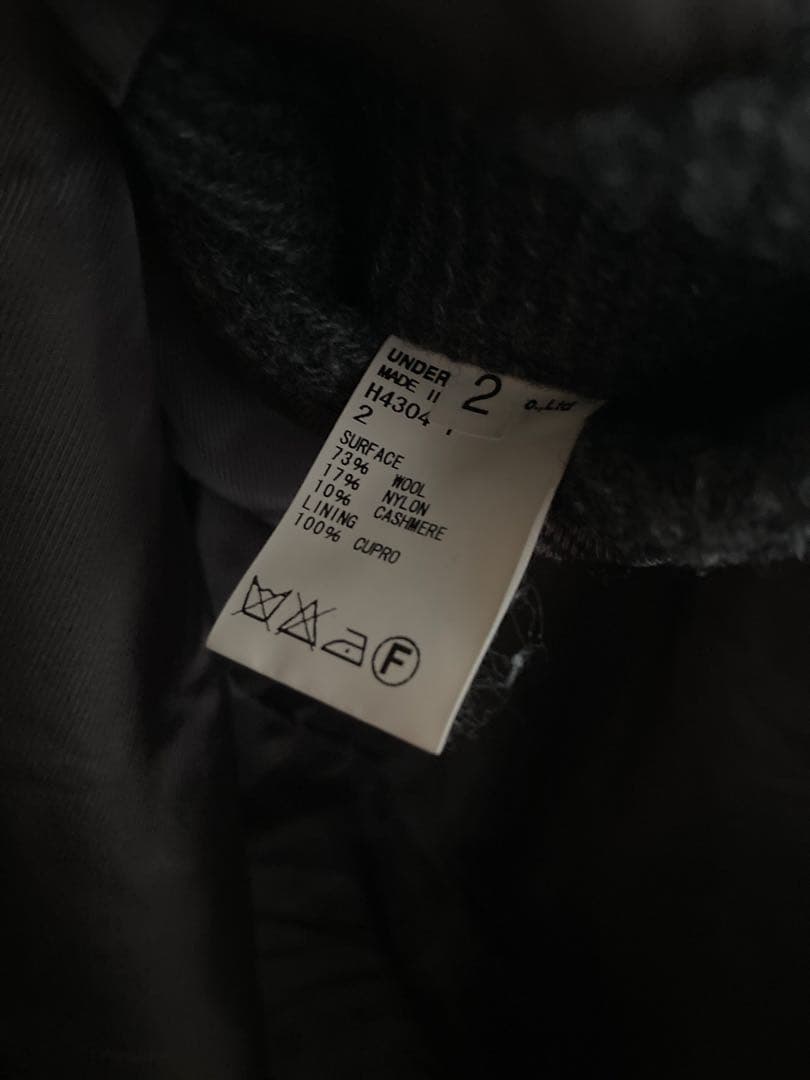 UNDER 2 o.,Ltd
MADE I
H4304
2
SURFACE
73% WOOL
17% NYLON
10% CASHMERE
LINING
100% CUPRO
F